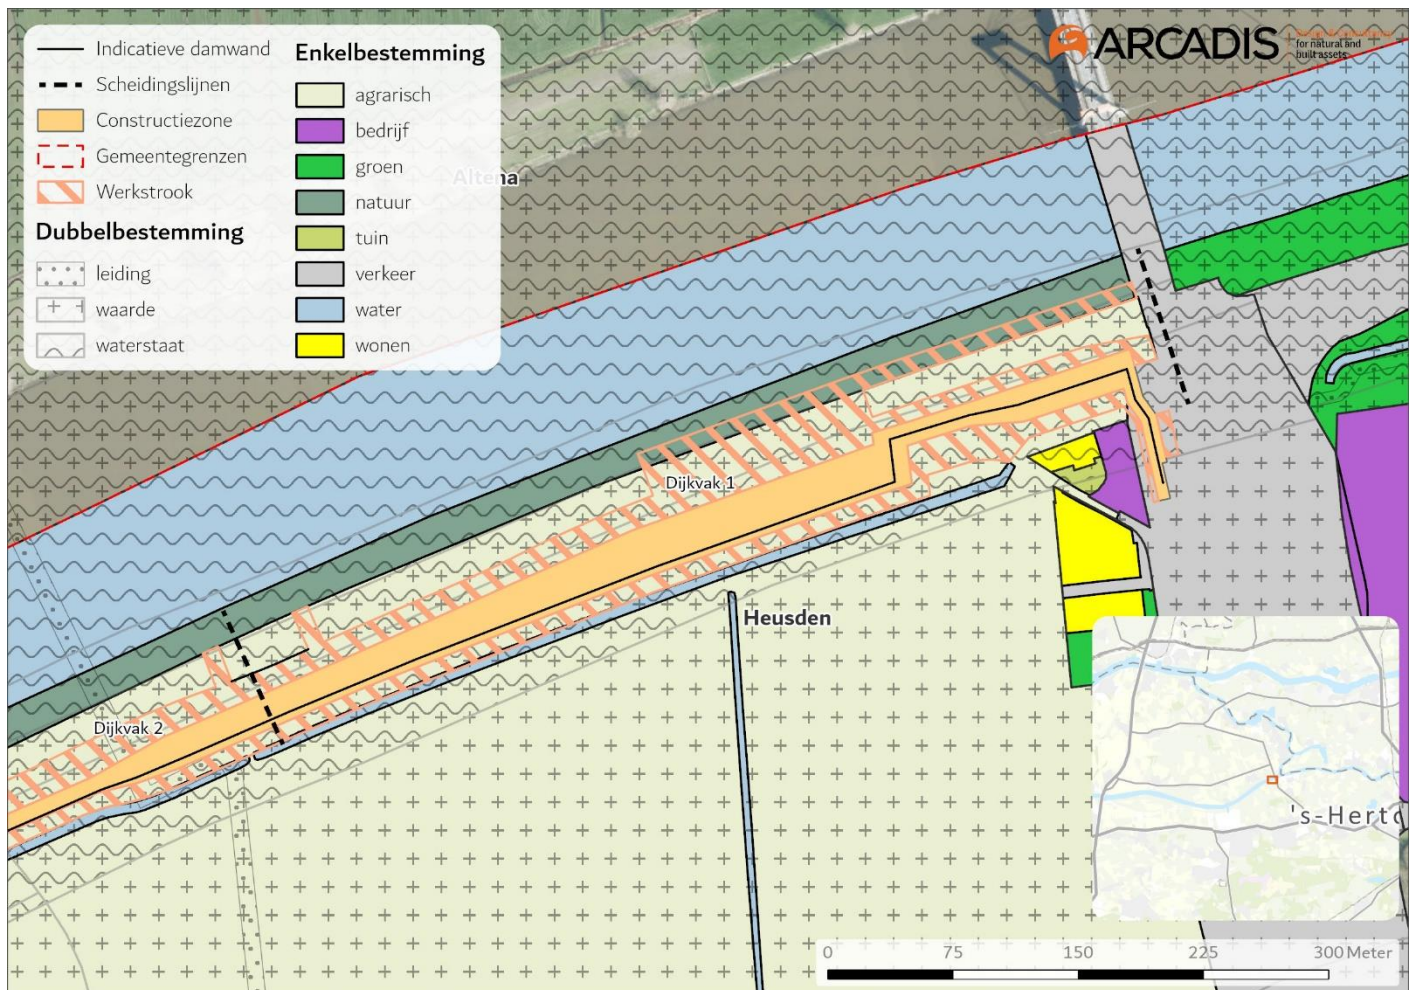 Indicatieve damwand
Scheidingslijnen
Constructiezone
Gemeentegrenzen
Werkstrook
Dubbelbestemming
leiding
waarde
waterstaat
Enkelbestemming
agrarisch
bedrijf
groen
natuur
tuin
verkeer
water
wonen
ARCADIS
for natural and
built assets
Altena
Dijkvak 1
Heusden
Dijkvak 2
's-Herto
0 75 150 225 300 Meter